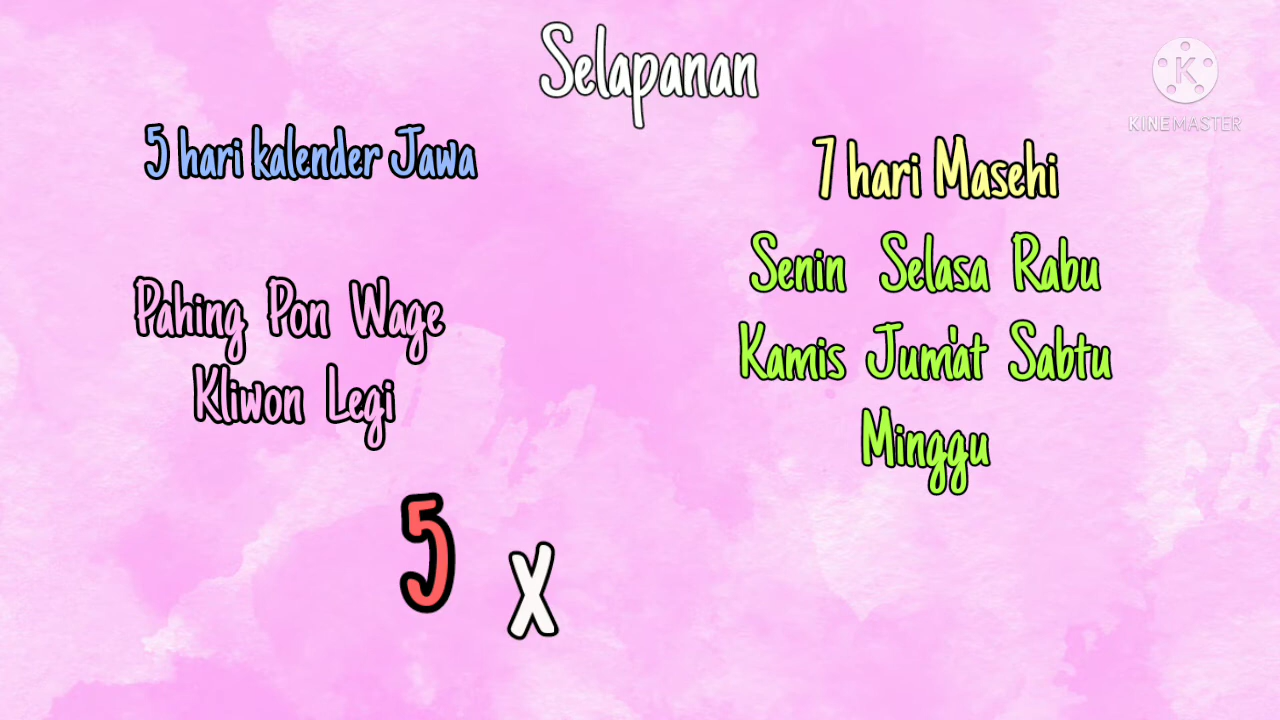 Selapanan
KINEMASTER
5 hari kalender Jawa
7 hari Masehi
Pahing Pon Wage
Kliwon Legi
Senin Selasa Rabu
Kamis Jum'at Sabtu
Minggu
5 x